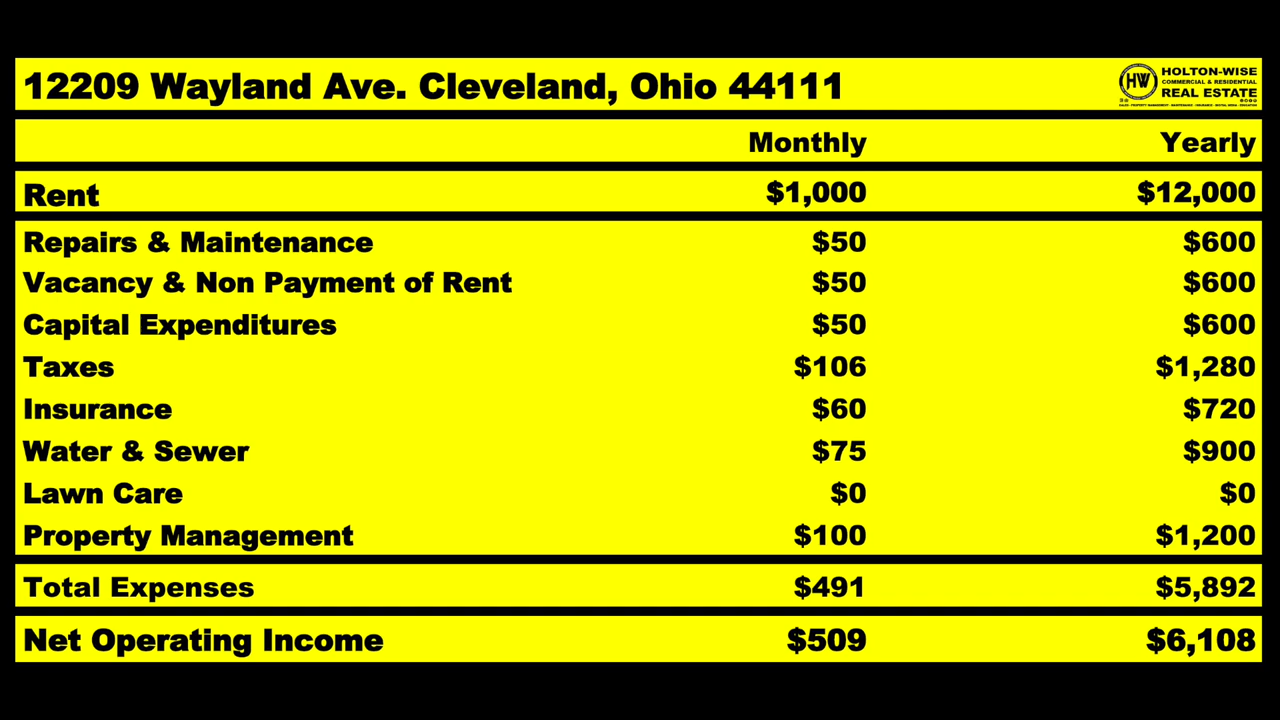 12209 Wayland Ave. Cleveland, Ohio 44111
HW
HOLTON-WISE
COMMERCIAL & RESIDENTIAL
REAL ESTATE
Monthly Yearly
Rent $1,000 $12,000
Repairs & Maintenance $50 $600
Vacancy & Non Payment of Rent $50 $600
Capital Expenditures $50 $600
Taxes $106 $1,280
Insurance $60 $720
Water & Sewer $75 $900
Lawn Care $0 $0
Property Management $100 $1,200
Total Expenses $491 $5,892
Net Operating Income $509 $6,108